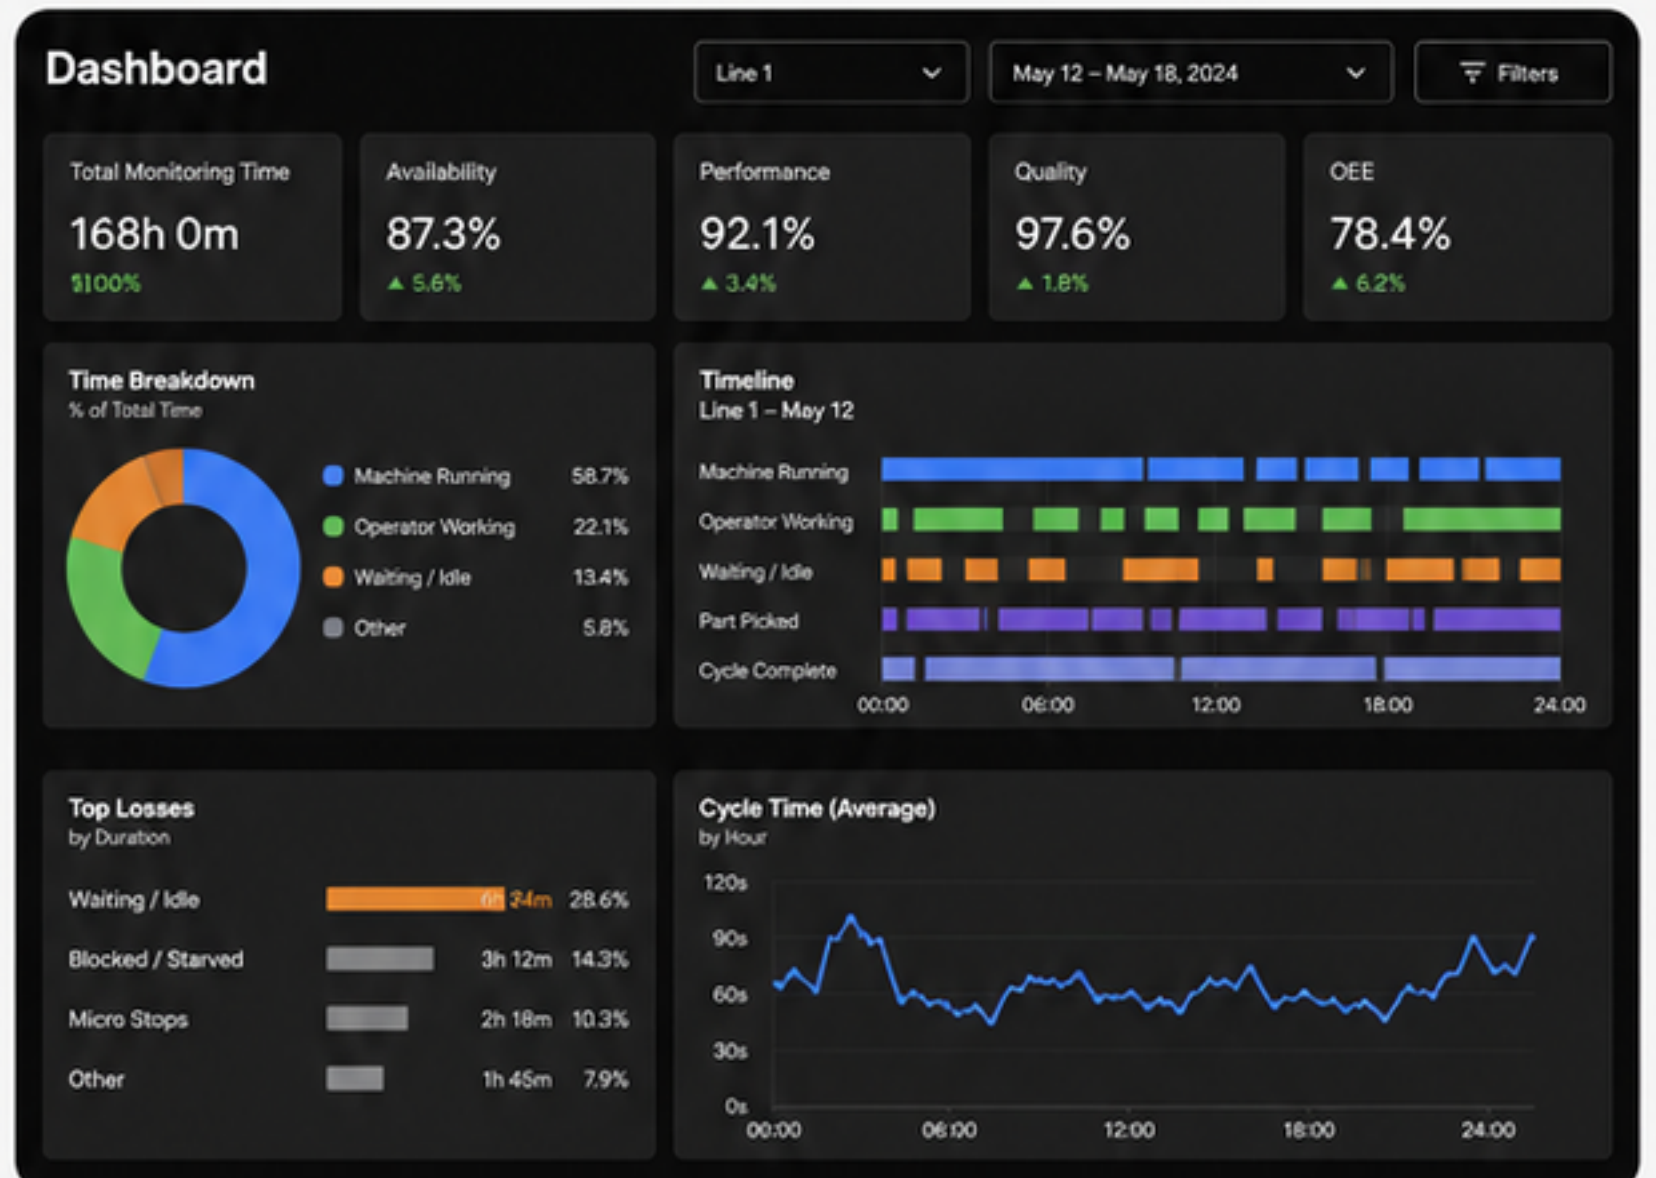 Dashboard
Line 1
May 12 – May 18, 2024
Filters
Total Monitoring Time
168h 0m
Availability
87.3%
▲ 5.6%
Performance
92.1%
▲ 3.4%
Quality
97.6%
▲ 1.8%
OEE
78.4%
▲ 6.2%
Time Breakdown
% of Total Time
Machine Running 58.7%
Operator Working 22.1%
Waiting / Idle 13.4%
Other 5.8%
Timeline
Line 1 – May 12
Machine Running
Operator Working
Waiting / Idle
Part Picked
Cycle Complete
00:00 06:00 12:00 18:00 24:00
Top Losses
by Duration
Waiting / Idle 6h 34m 28.6%
Blocked / Starved 3h 12m 14.3%
Micro Stops 2h 18m 10.3%
Other 1h 45m 7.9%
Cycle Time (Average)
by Hour
120s
90s
60s
30s
0s
00:00 06:00 12:00 18:00 24:00